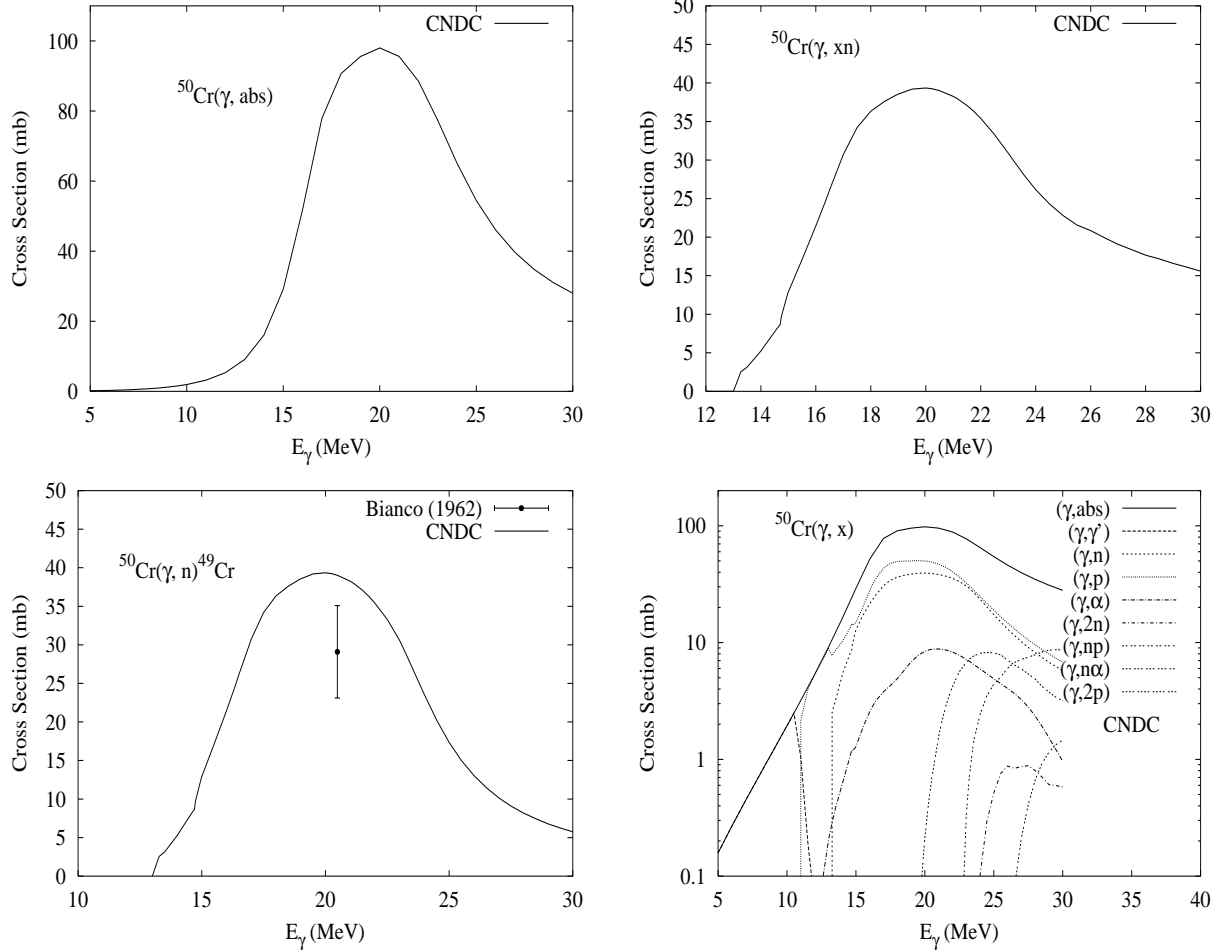 CNDC
⁵⁰Cr(γ, abs)
Cross Section (mb)
100
80
60
40
20
0
5 10 15 20 25 30
Eγ (MeV)
CNDC
⁵⁰Cr(γ, xn)
Cross Section (mb)
50
45
40
35
30
25
20
15
10
5
0
12 14 16 18 20 22 24 26 28 30
Eγ (MeV)
Bianco (1962)
CNDC
⁵⁰Cr(γ, n)⁴⁹Cr
Cross Section (mb)
50
45
40
35
30
25
20
15
10
5
0
10 15 20 25 30
Eγ (MeV)
⁵⁰Cr(γ, x)
(γ,abs)
(γ,γ')
(γ,n)
(γ,p)
(γ,α)
(γ,2n)
(γ,np)
(γ,nα)
(γ,2p)
CNDC
Cross Section (mb)
100
10
1
0.1
5 10 15 20 25 30 35 40
Eγ (MeV)